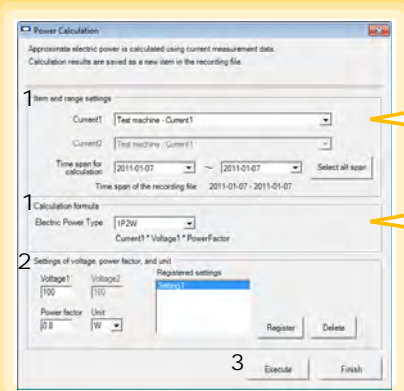 Power Calculation
Approximate electric power is calculated using current measurement data.
Calculation results are saved as a new item in the recording file.
1
Item and range settings
Current1 Test machine - Current1
Current2 Test machine - Current1
Time span for calculation 2011-01-07 ~ 2011-01-07 Select all span
Time span of the recording file 2011-01-07 - 2011-01-07
1
Calculation formula
Electric Power Type 1P2W
Current1 * Voltage1 * PowerFactor
2
Settings of voltage, power factor, and unit
Voltage1 Voltage2 Registered settings
100 100 Setting1
Power factor Unit
0.8 W Register Delete
3 Execute Finish